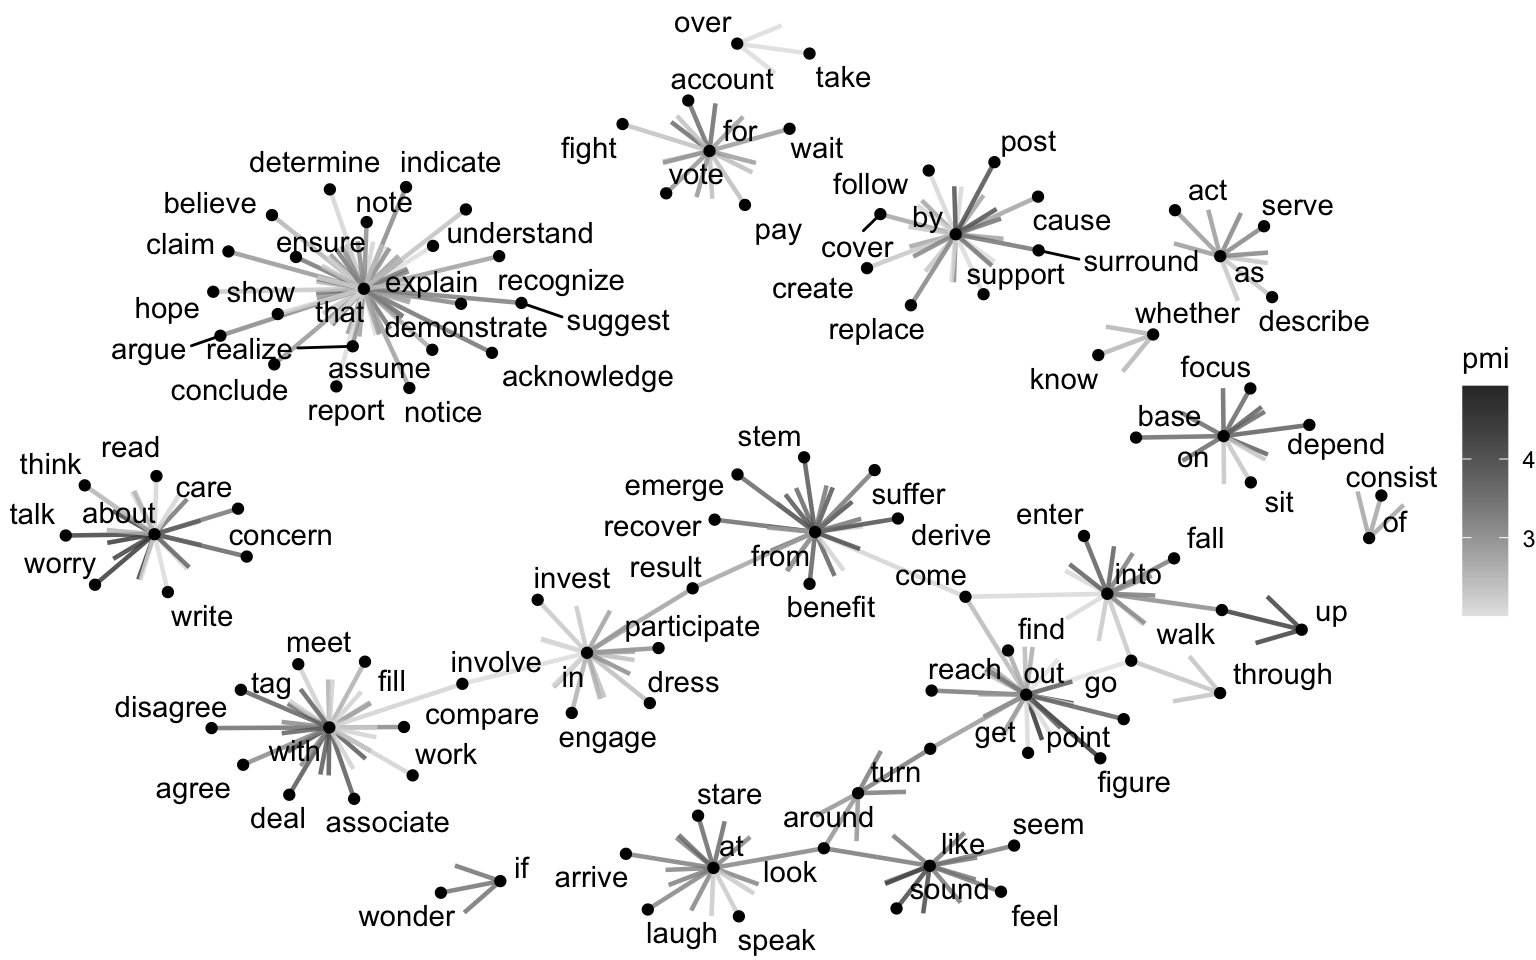 over
take
account
for
fight
wait
vote
pay
determine
indicate
believe
note
claim
ensure
understand
explain
recognize
hope
show
that
demonstrate
suggest
argue
realize
assume
acknowledge
conclude
report
notice
post
follow
by
cause
cover
support
surround
create
replace
act
serve
as
describe
whether
know
focus
base
on
depend
sit
consist
of
pmi
4
3
read
think
care
talk
about
concern
worry
write
stem
emerge
suffer
recover
derive
from
result
come
benefit
invest
participate
involve
in
dress
compare
engage
enter
fall
into
up
walk
find
reach
out
go
through
get
point
figure
meet
tag
fill
disagree
with
work
agree
deal
associate
turn
around
stare
at
look
like
seem
arrive
sound
feel
laugh
speak
if
wonder